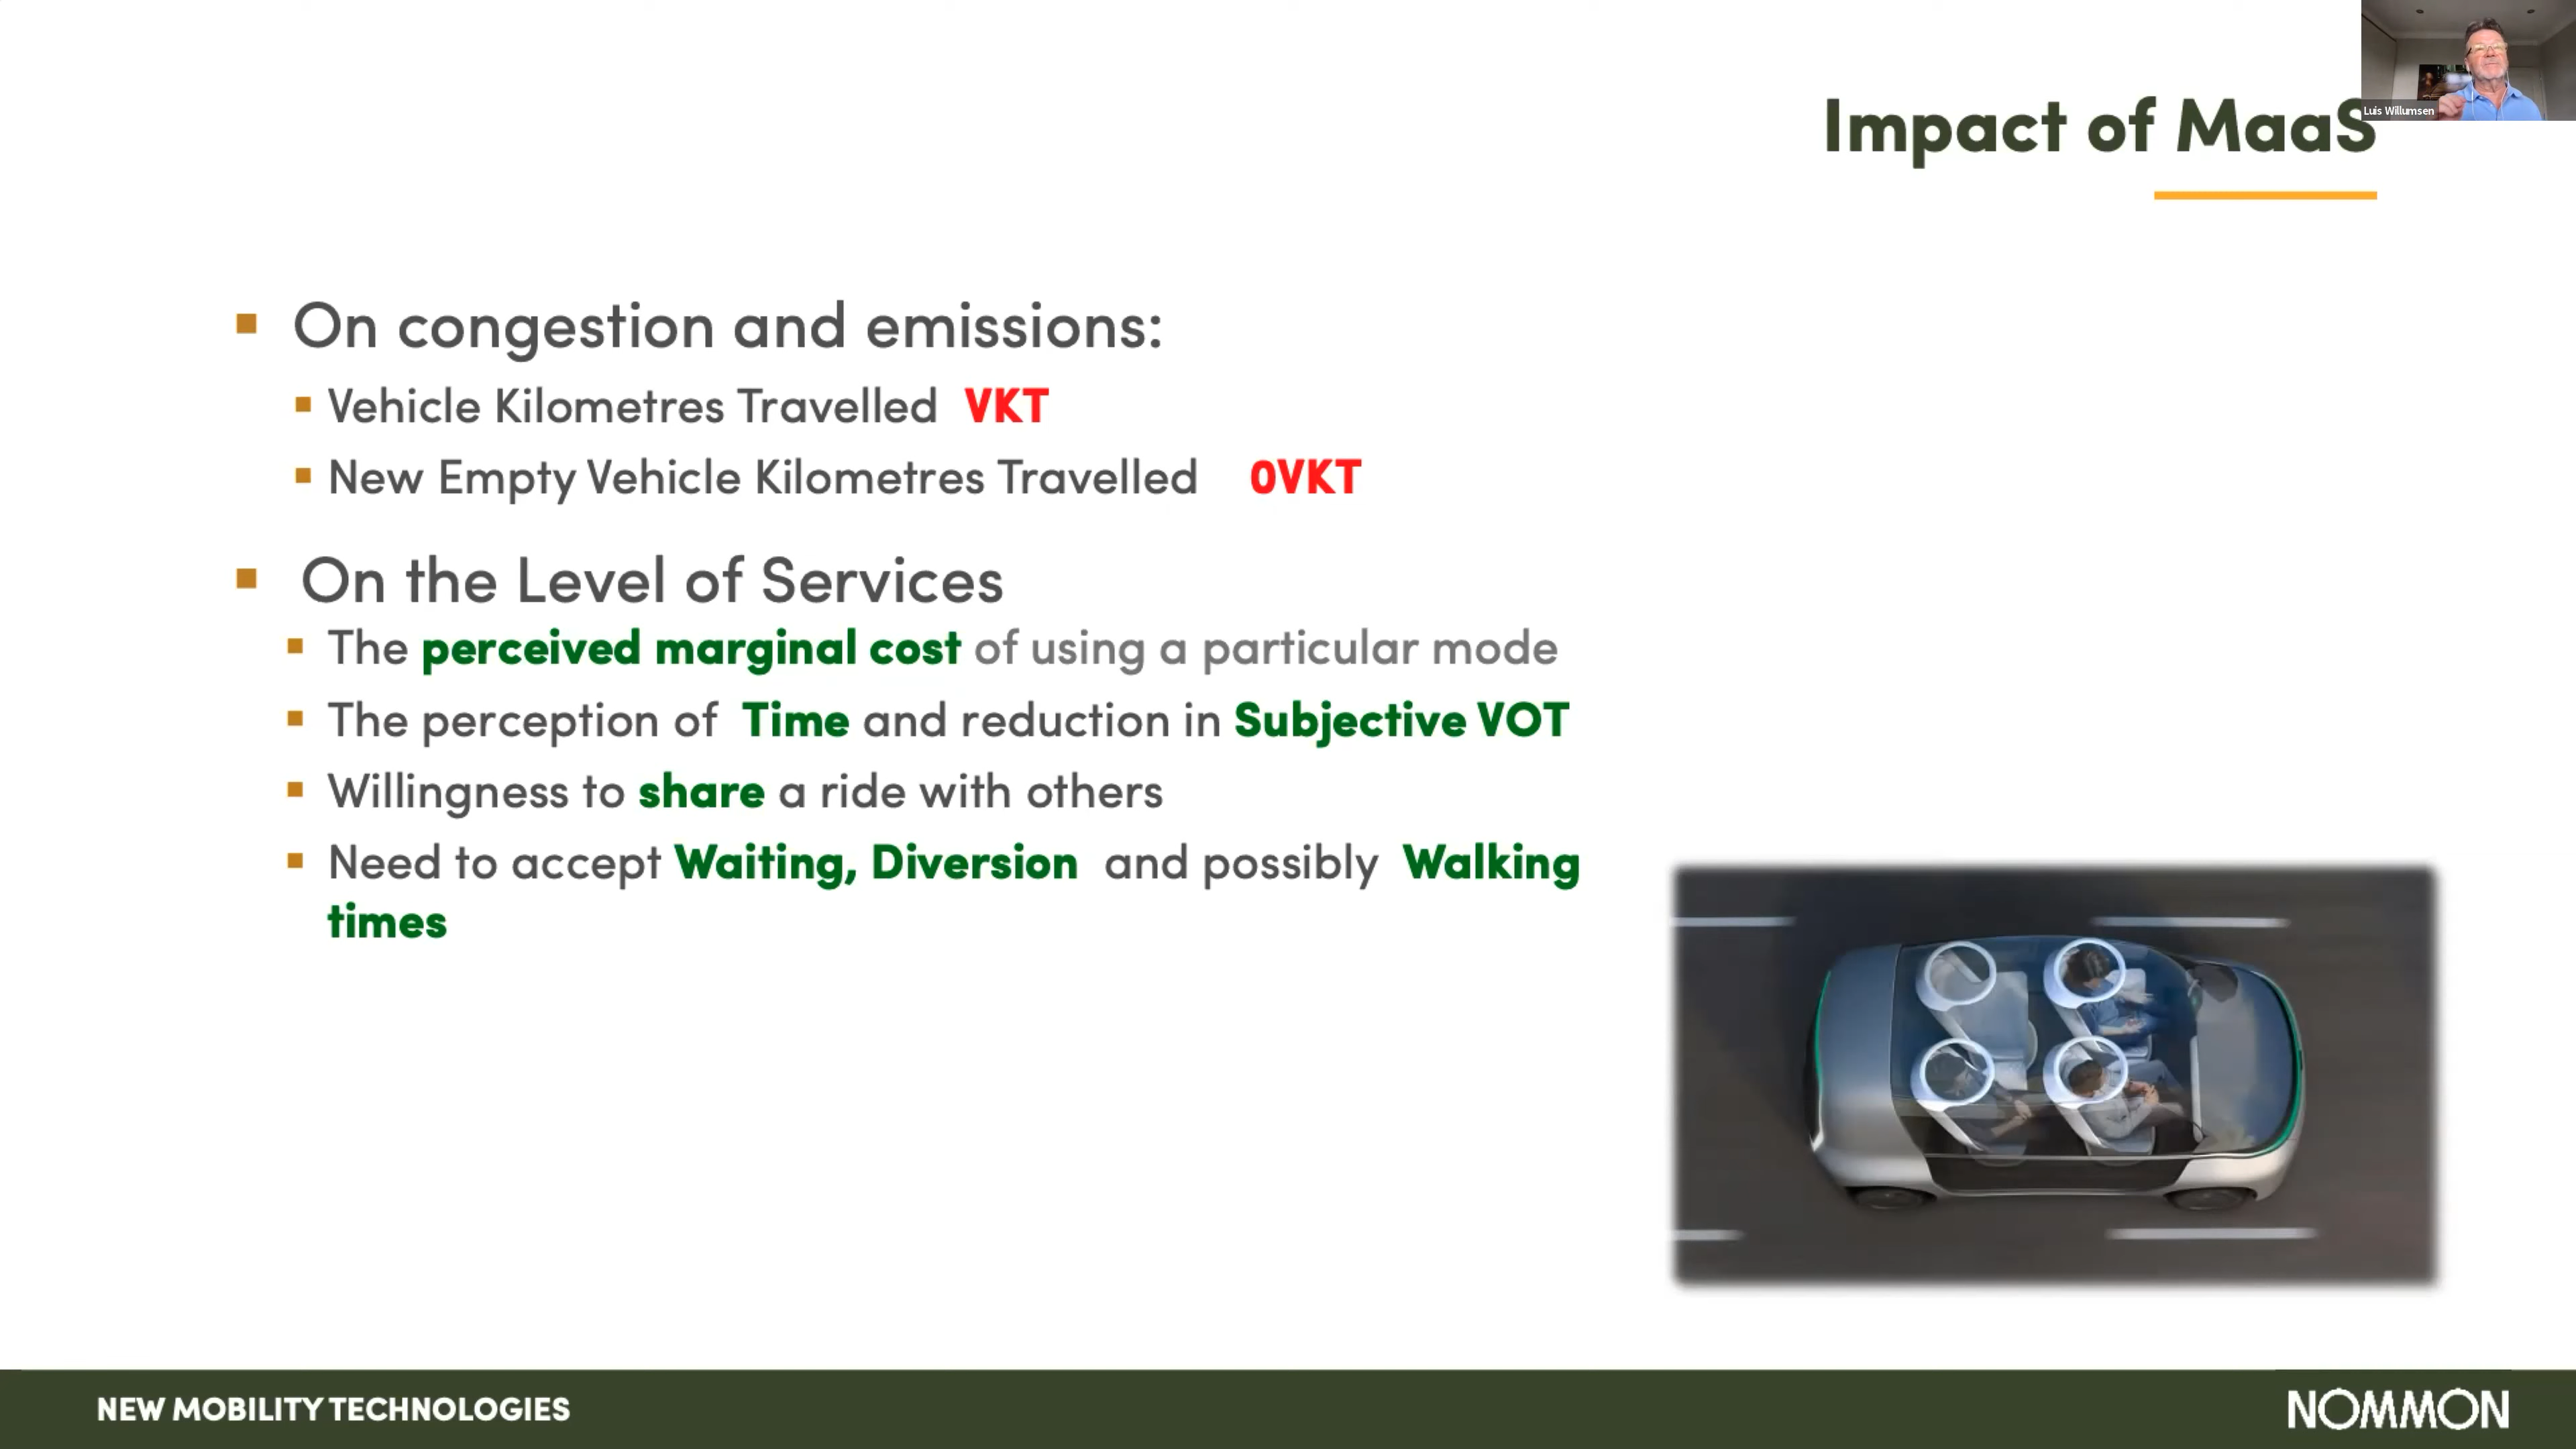 Luis Willumsen
Impact of MaaS
On congestion and emissions:
Vehicle Kilometres Travelled VKT
New Empty Vehicle Kilometres Travelled 0VKT
On the Level of Services
The perceived marginal cost of using a particular mode
The perception of Time and reduction in Subjective VOT
Willingness to share a ride with others
Need to accept Waiting, Diversion and possibly Walking
times
NEW MOBILITY TECHNOLOGIES
NOMMON